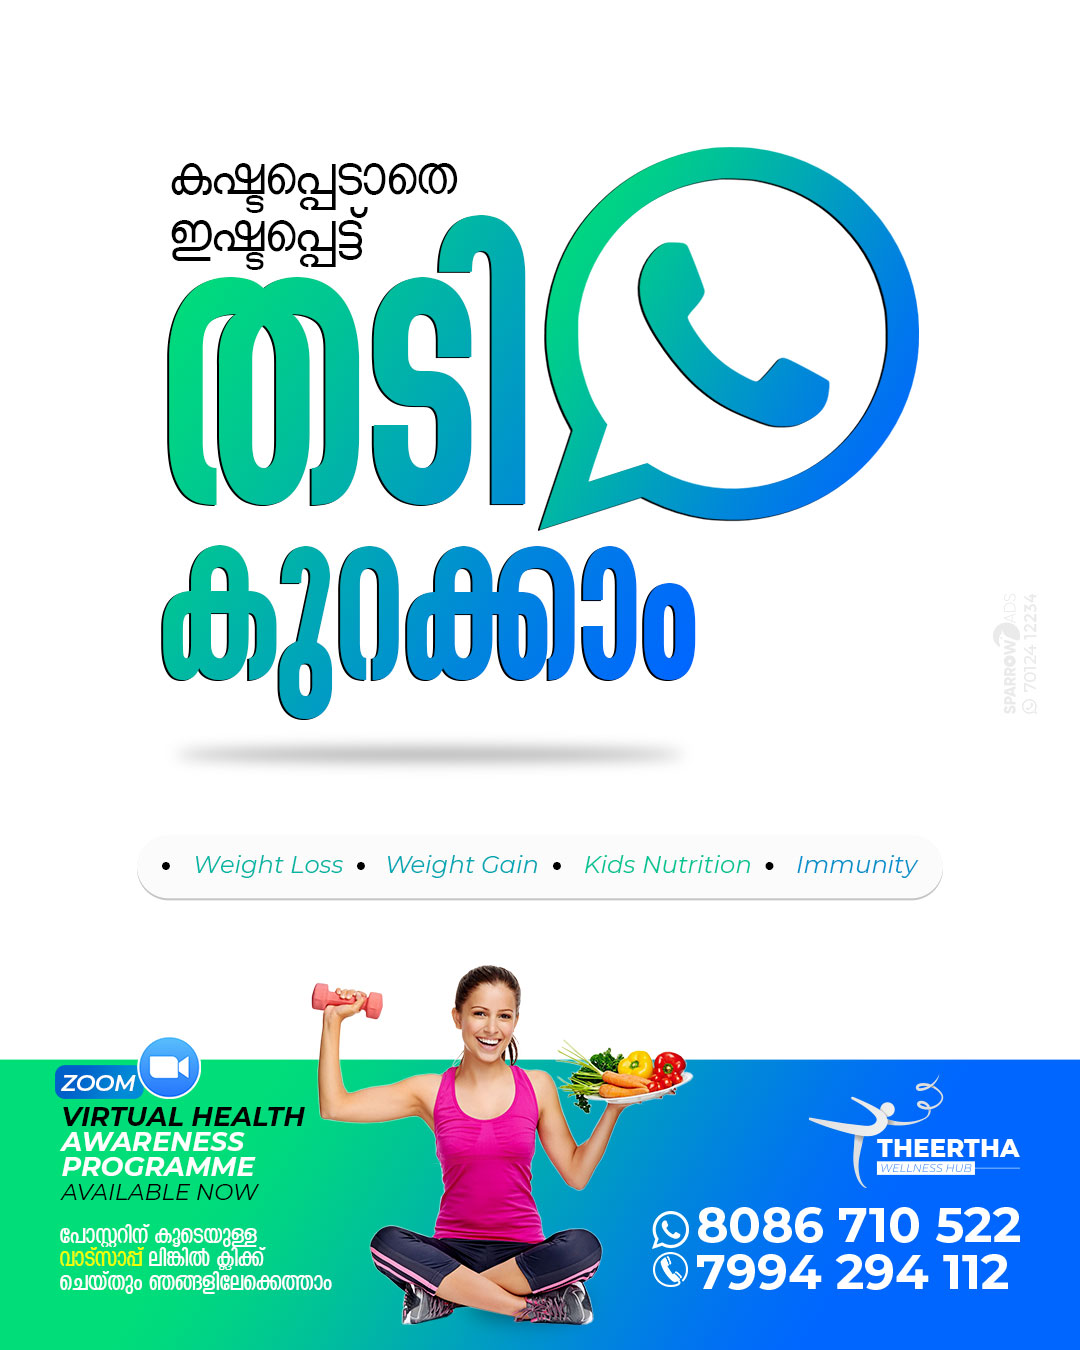 കഷ്ടപ്പെടാതെ
ഇഷ്ടപ്പെട്ട്
തടി
കുറക്കാം
SPARROW ADS
70124 12234
• Weight Loss • Weight Gain • Kids Nutrition • Immunity
ZOOM
VIRTUAL HEALTH
AWARENESS
PROGRAMME
AVAILABLE NOW
പോസ്റ്ററിന് കൂടെയുള്ള
വാട്സാപ്പ് ലിങ്കിൽ ക്ലിക്ക്
ചെയ്തും ഞങ്ങളിലേക്കെത്താം
THEERTHA
WELLNESS HUB
8086 710 522
7994 294 112